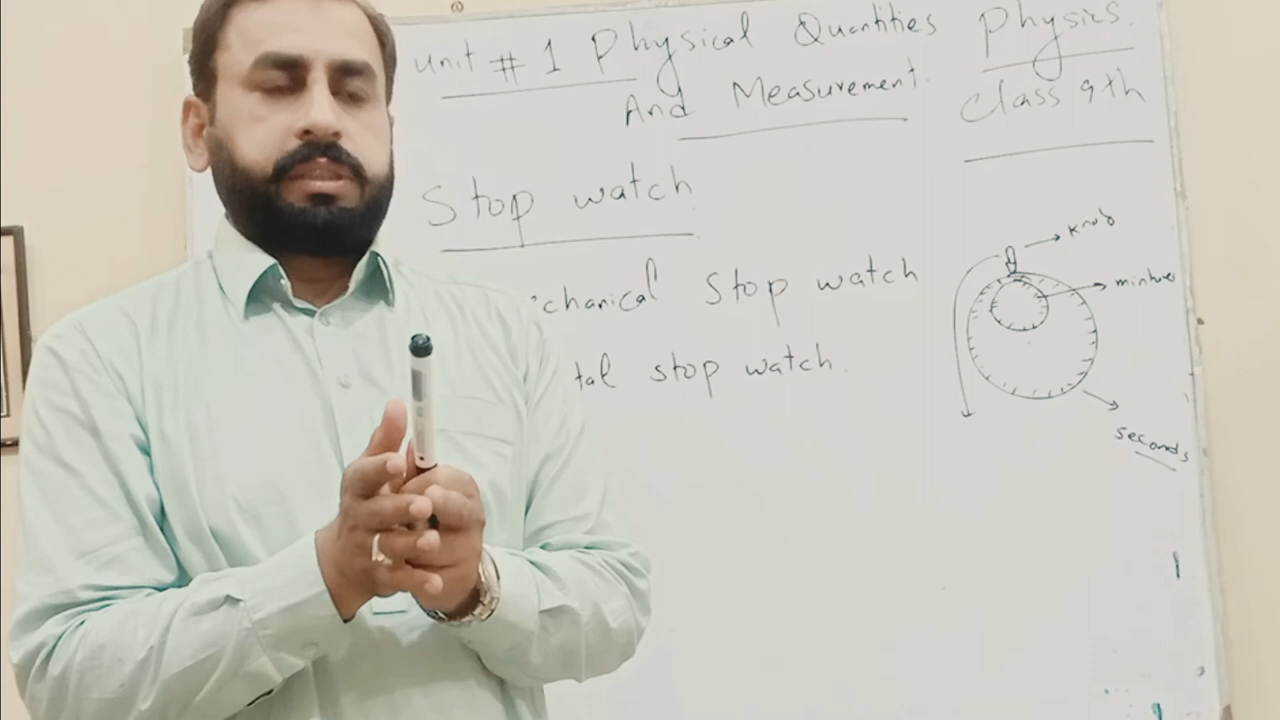 Unit # 1 Physical Quantities
And Measurement.
Physics.
Class 9th
Stop watch
chanical Stop watch
tal stop watch.
Knob
mintues
seconds